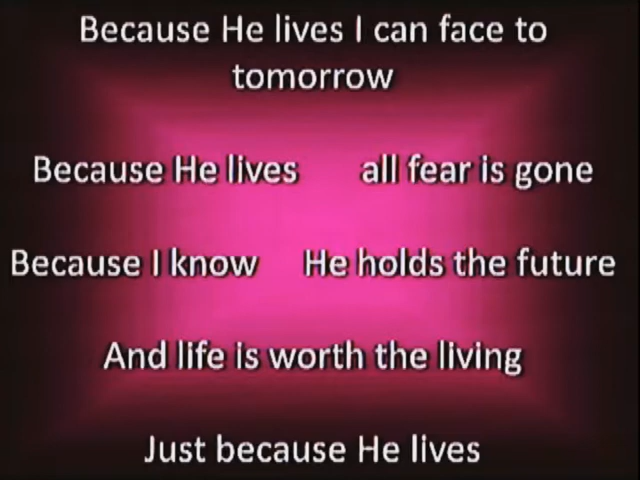 Because He lives I can face to
tomorrow
Because He lives all fear is gone
Because I know He holds the future
And life is worth the living
Just because He lives